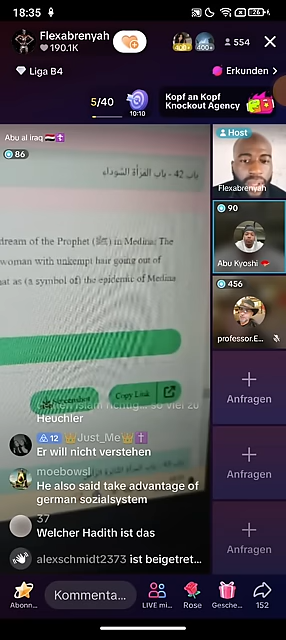 18:35
26
Flexabrenyah
190.1K
400+
400+
554
Liga B4
Erkunden
5/40
10:10
Kopf an Kopf
Knockout Agency
Abu al iraq 🇮🇶✝️
86
باب 42 - باب المرأة السوداء
dream of the Prophet (ﷺ) in Medina: The
woman with unkempt hair going out of
as (a symbol of) the epidemic of Medina
Screenshot
Copy Link
Host
Flexabrenyah
90
Abu Kyoshi
456
professor.E...
Anfragen
Anfragen
Anfragen
Heuchler
12 👑Just_Me👑✝️
Er will nicht verstehen
moebowsl
He also said take advantage of
german sozialsystem
37
Welcher Hadith ist das
alexschmidt2373 ist beigetret...
Abonn...
Kommenta...
LIVE mi...
Rose
Gesche...
152